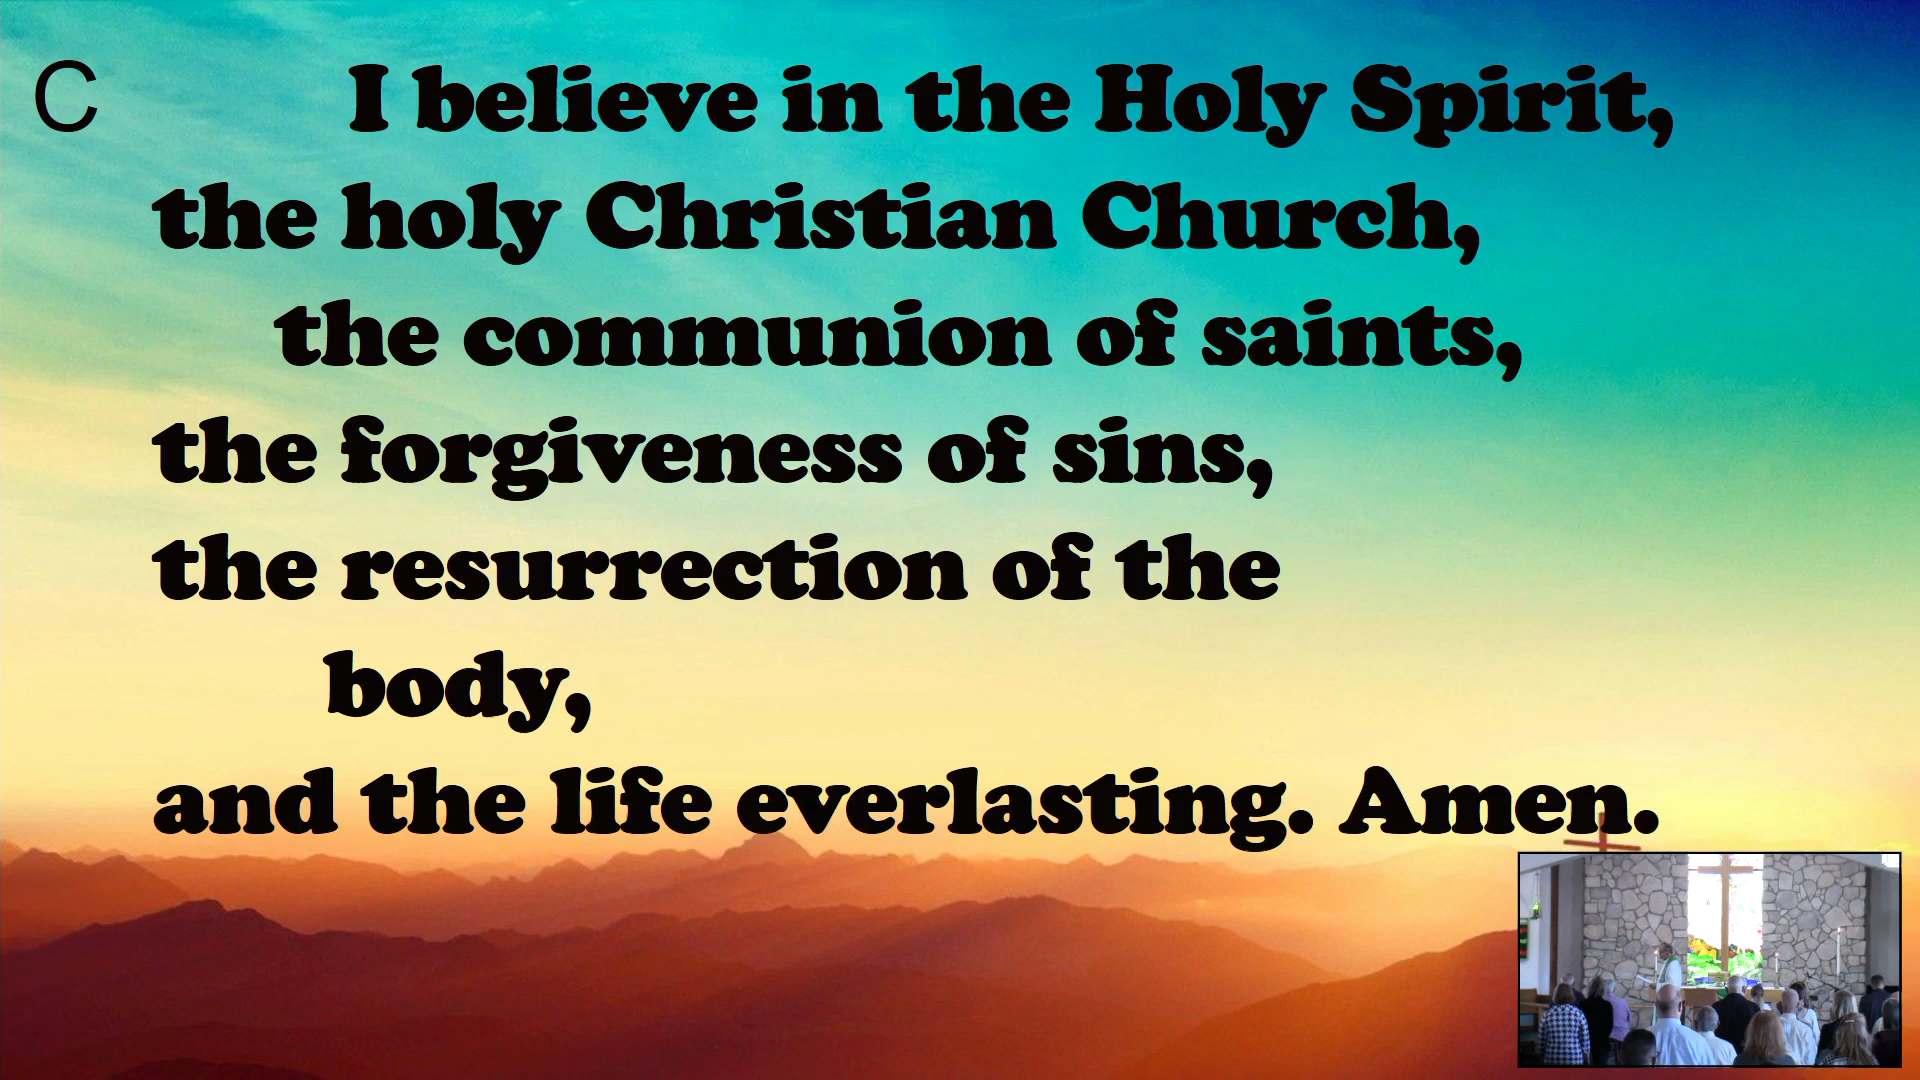 C I believe in the Holy Spirit,
the holy Christian Church,
the communion of saints,
the forgiveness of sins,
the resurrection of the
body,
and the life everlasting. Amen.